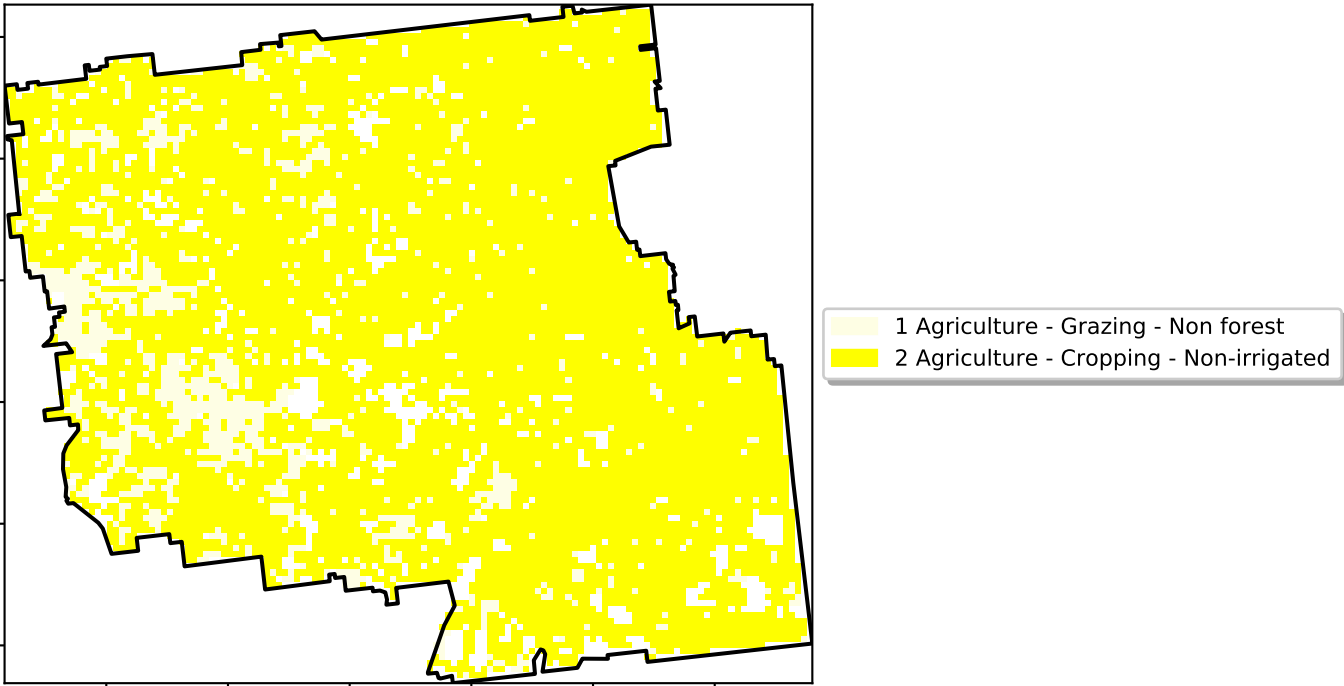 1 Agriculture - Grazing - Non forest
2 Agriculture - Cropping - Non-irrigated